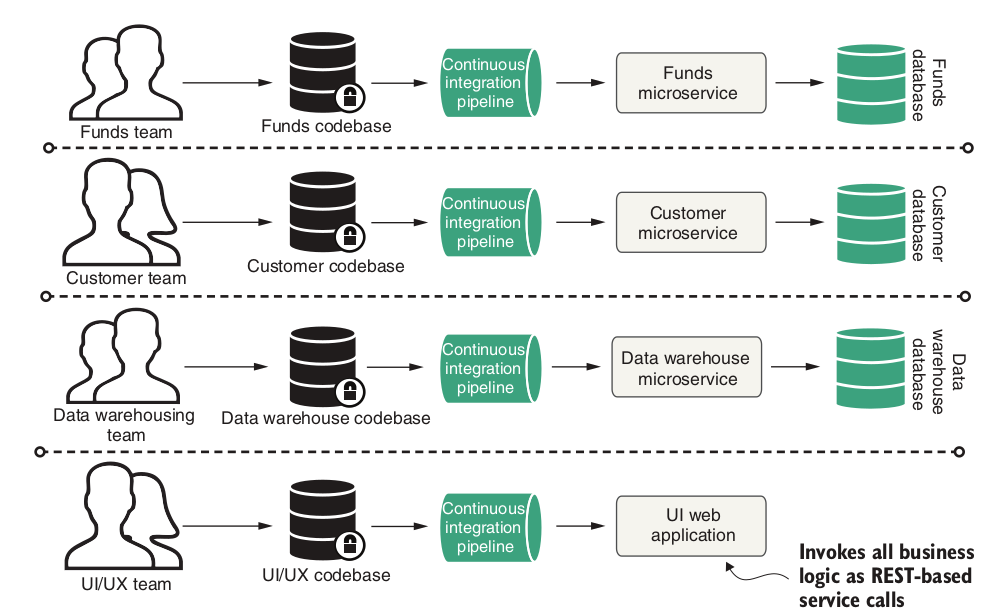 Continuous
integration
pipeline
Funds
microservice
Funds
database
Funds team
Funds codebase
Continuous
integration
pipeline
Customer
microservice
Customer
database
Customer team
Customer codebase
Continuous
integration
pipeline
Data warehouse
microservice
Data
warehouse
database
Data warehousing
team
Data warehouse codebase
Continuous
integration
pipeline
UI web
application
UI/UX team
UI/UX codebase
Invokes all business
logic as REST-based
service calls